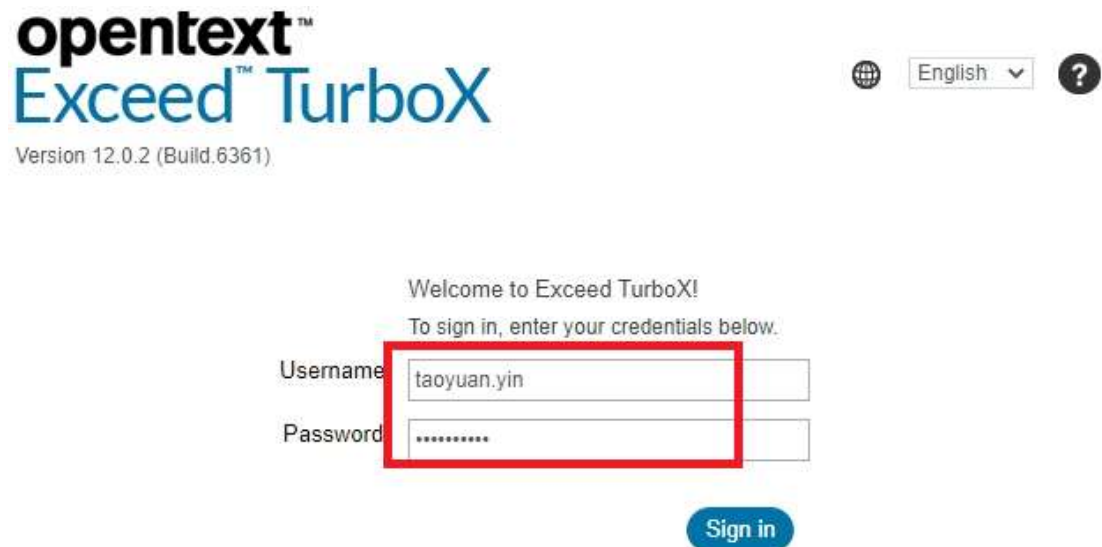 opentext™
Exceed™ TurboX
English
?
Version 12.0.2 (Build.6361)
Welcome to Exceed TurboX!
To sign in, enter your credentials below.
Username
taoyuan.yin
Password
••••••••••
Sign in